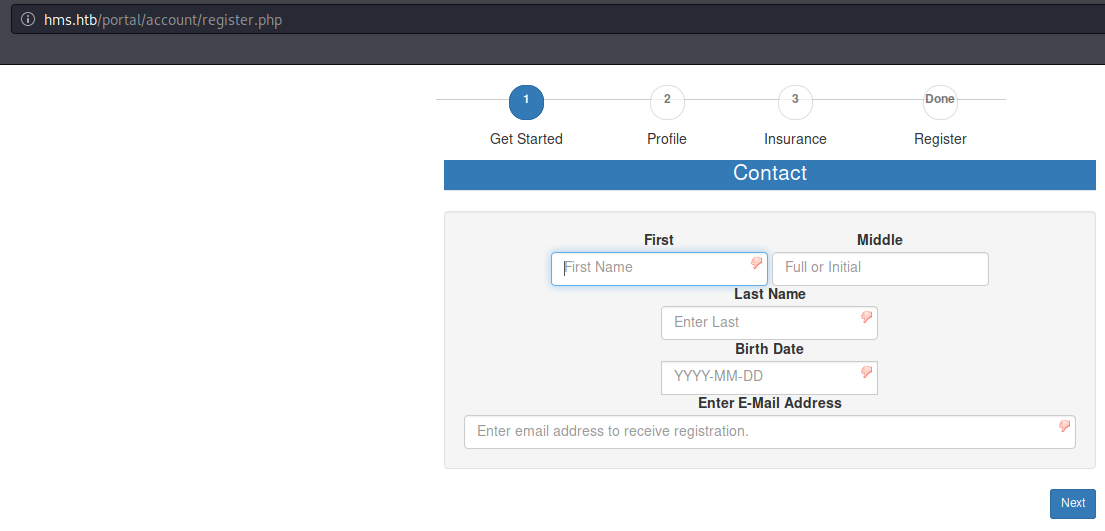 hms.htb/portal/account/register.php
1 2 3 Done
Get Started Profile Insurance Register
Contact
First Middle
First Name Full or Initial
Last Name
Enter Last
Birth Date
YYYY-MM-DD
Enter E-Mail Address
Enter email address to receive registration.
Next